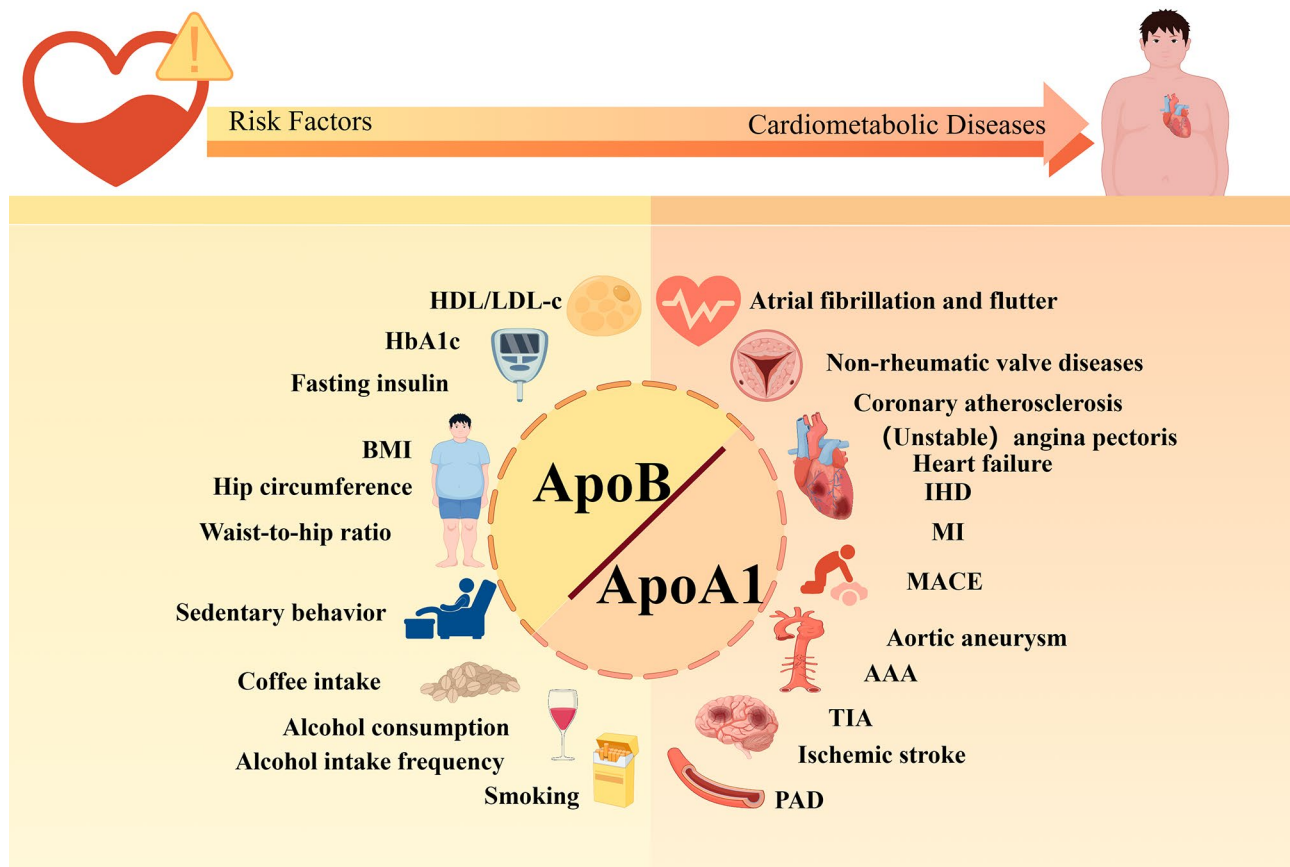 Risk Factors
Cardiometabolic Diseases
HDL/LDL-c
HbA1c
Fasting insulin
BMI
Hip circumference
Waist-to-hip ratio
Sedentary behavior
Coffee intake
Alcohol consumption
Alcohol intake frequency
Smoking
ApoB
ApoA1
Atrial fibrillation and flutter
Non-rheumatic valve diseases
Coronary atherosclerosis
（Unstable）angina pectoris
Heart failure
IHD
MI
MACE
Aortic aneurysm
AAA
TIA
Ischemic stroke
PAD